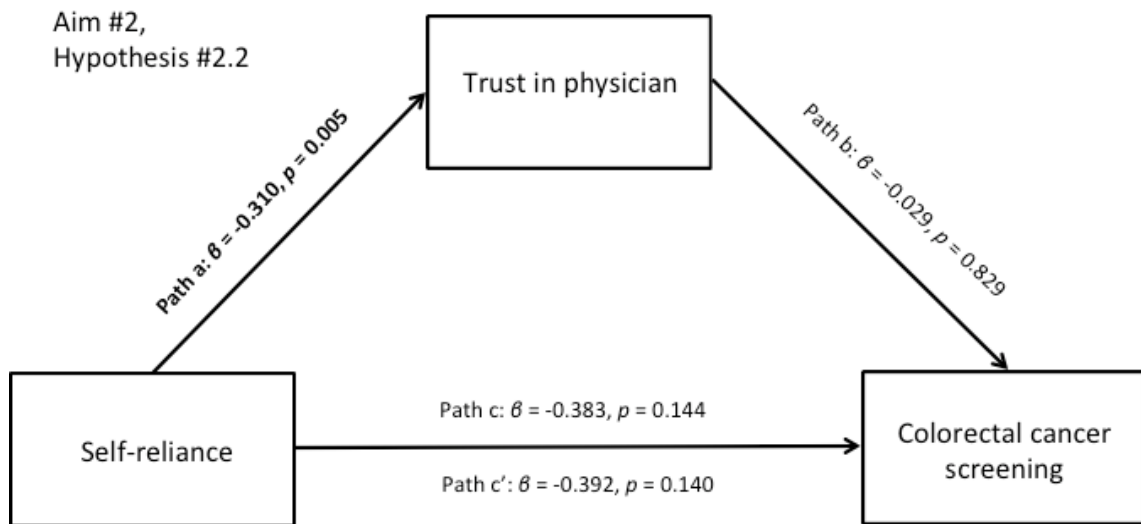 Aim #2,
Hypothesis #2.2
Trust in physician
Path a: β = -0.310, p = 0.005
Path b: β = -0.029, p = 0.829
Self-reliance
Path c: β = -0.383, p = 0.144
Path c’: β = -0.392, p = 0.140
Colorectal cancer
screening